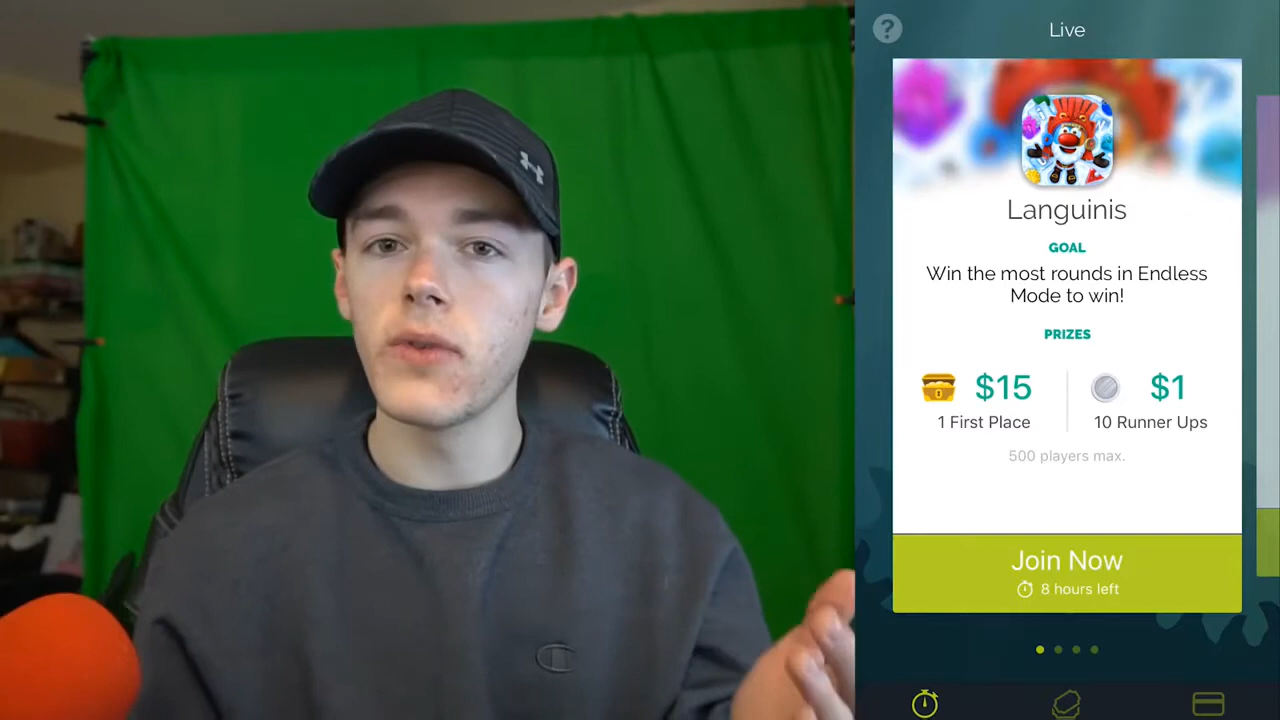 ?
Live
Languinis
GOAL
Win the most rounds in Endless
Mode to win!
PRIZES
$15
$1
1 First Place
10 Runner Ups
500 players max.
Join Now
8 hours left